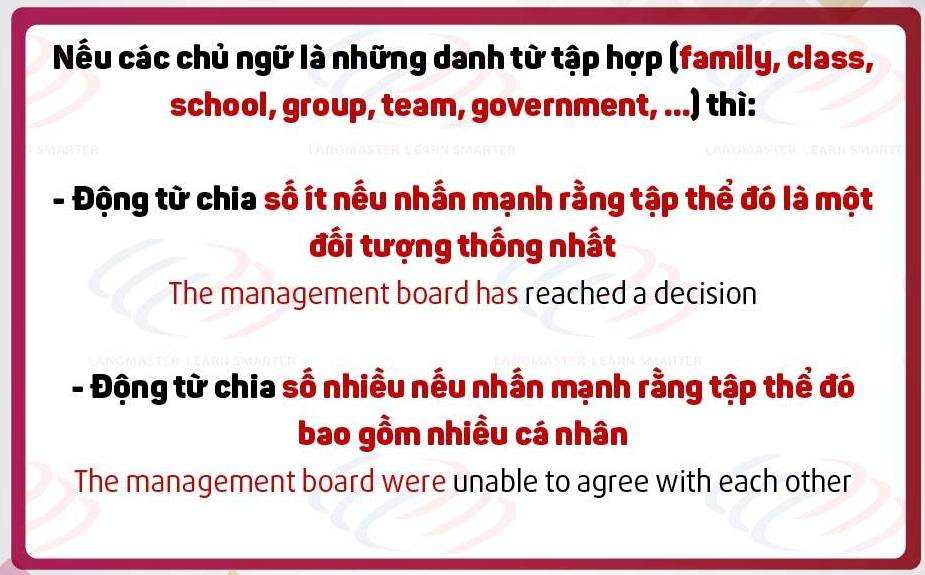 Nếu các chủ ngữ là những danh từ tập hợp (family, class,
school, group, team, government, ...) thì:
LANGMASTER LEARN SMARTER
LANGMASTER LEARN SMARTER
- Động từ chia số ít nếu nhấn mạnh rằng tập thể đó là một
đối tượng thống nhất
The management board has reached a decision
LANGMASTER LEARN SMARTER
LANGMASTER LEARN SMARTER
- Động từ chia số nhiều nếu nhấn mạnh rằng tập thể đó
bao gồm nhiều cá nhân
The management board were unable to agree with each other